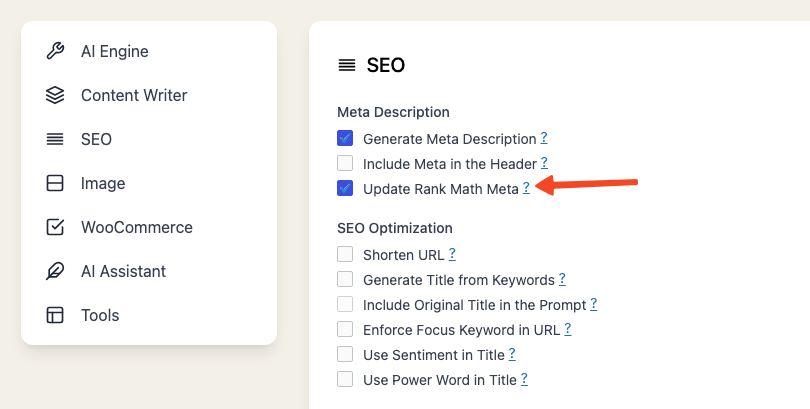 AI Engine
Content Writer
SEO
Image
WooCommerce
AI Assistant
Tools
SEO
Meta Description
Generate Meta Description ?
Include Meta in the Header ?
Update Rank Math Meta ?
SEO Optimization
Shorten URL ?
Generate Title from Keywords ?
Include Original Title in the Prompt ?
Enforce Focus Keyword in URL ?
Use Sentiment in Title ?
Use Power Word in Title ?